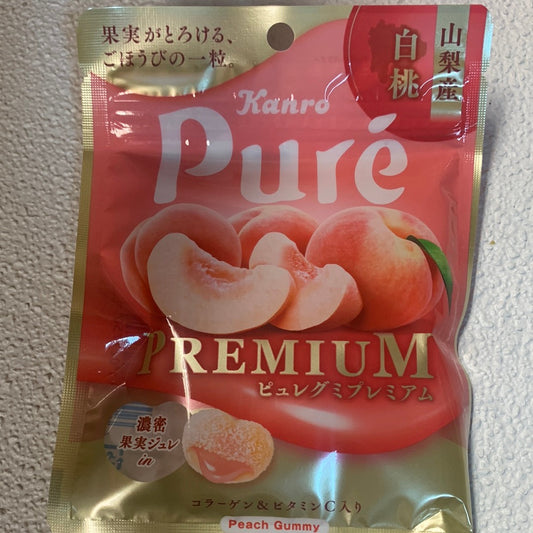 果実がとろける、
ごほうびの一粒。
山梨産
白桃
Kanro
Puré
PREMIUM
ピュレグミプレミアム
濃密
果実ジュレ
in
コラーゲン&ビタミンC入り
Peach Gummy